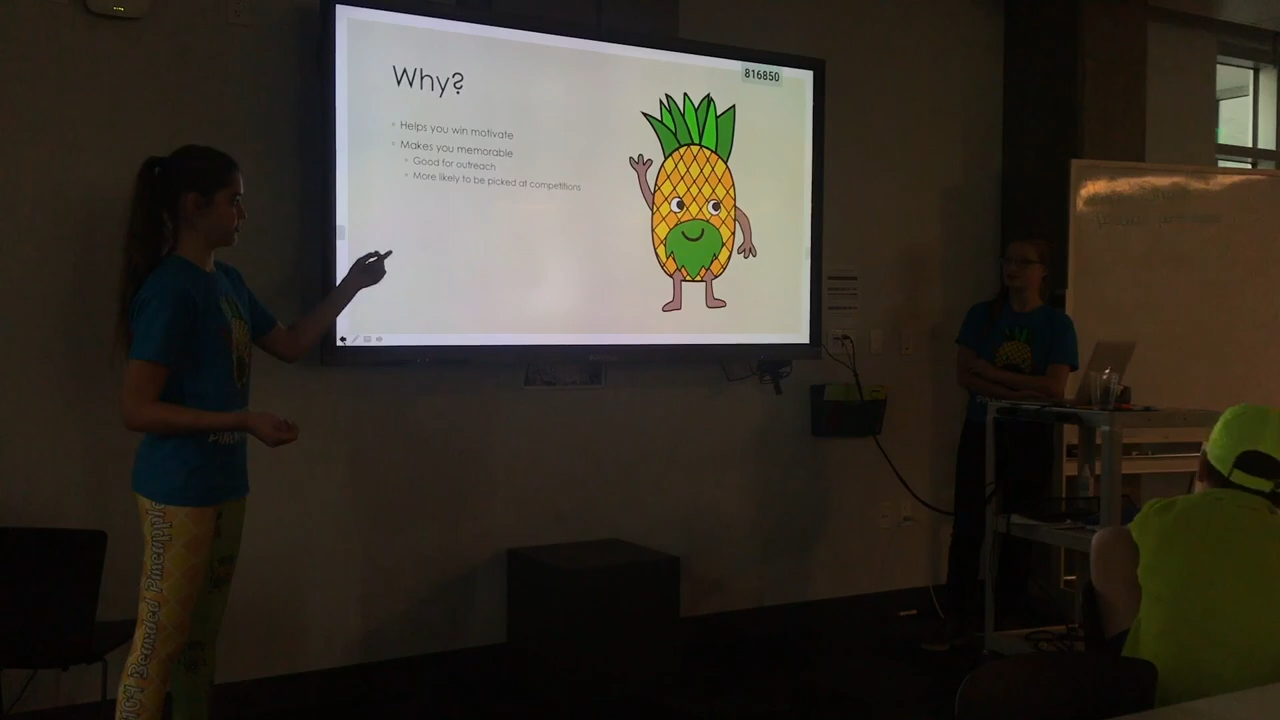 Why?
816850
Helps you win motivate
Makes you memorable
Good for outreach
More likely to be picked at competitions
Bearded Pineapple